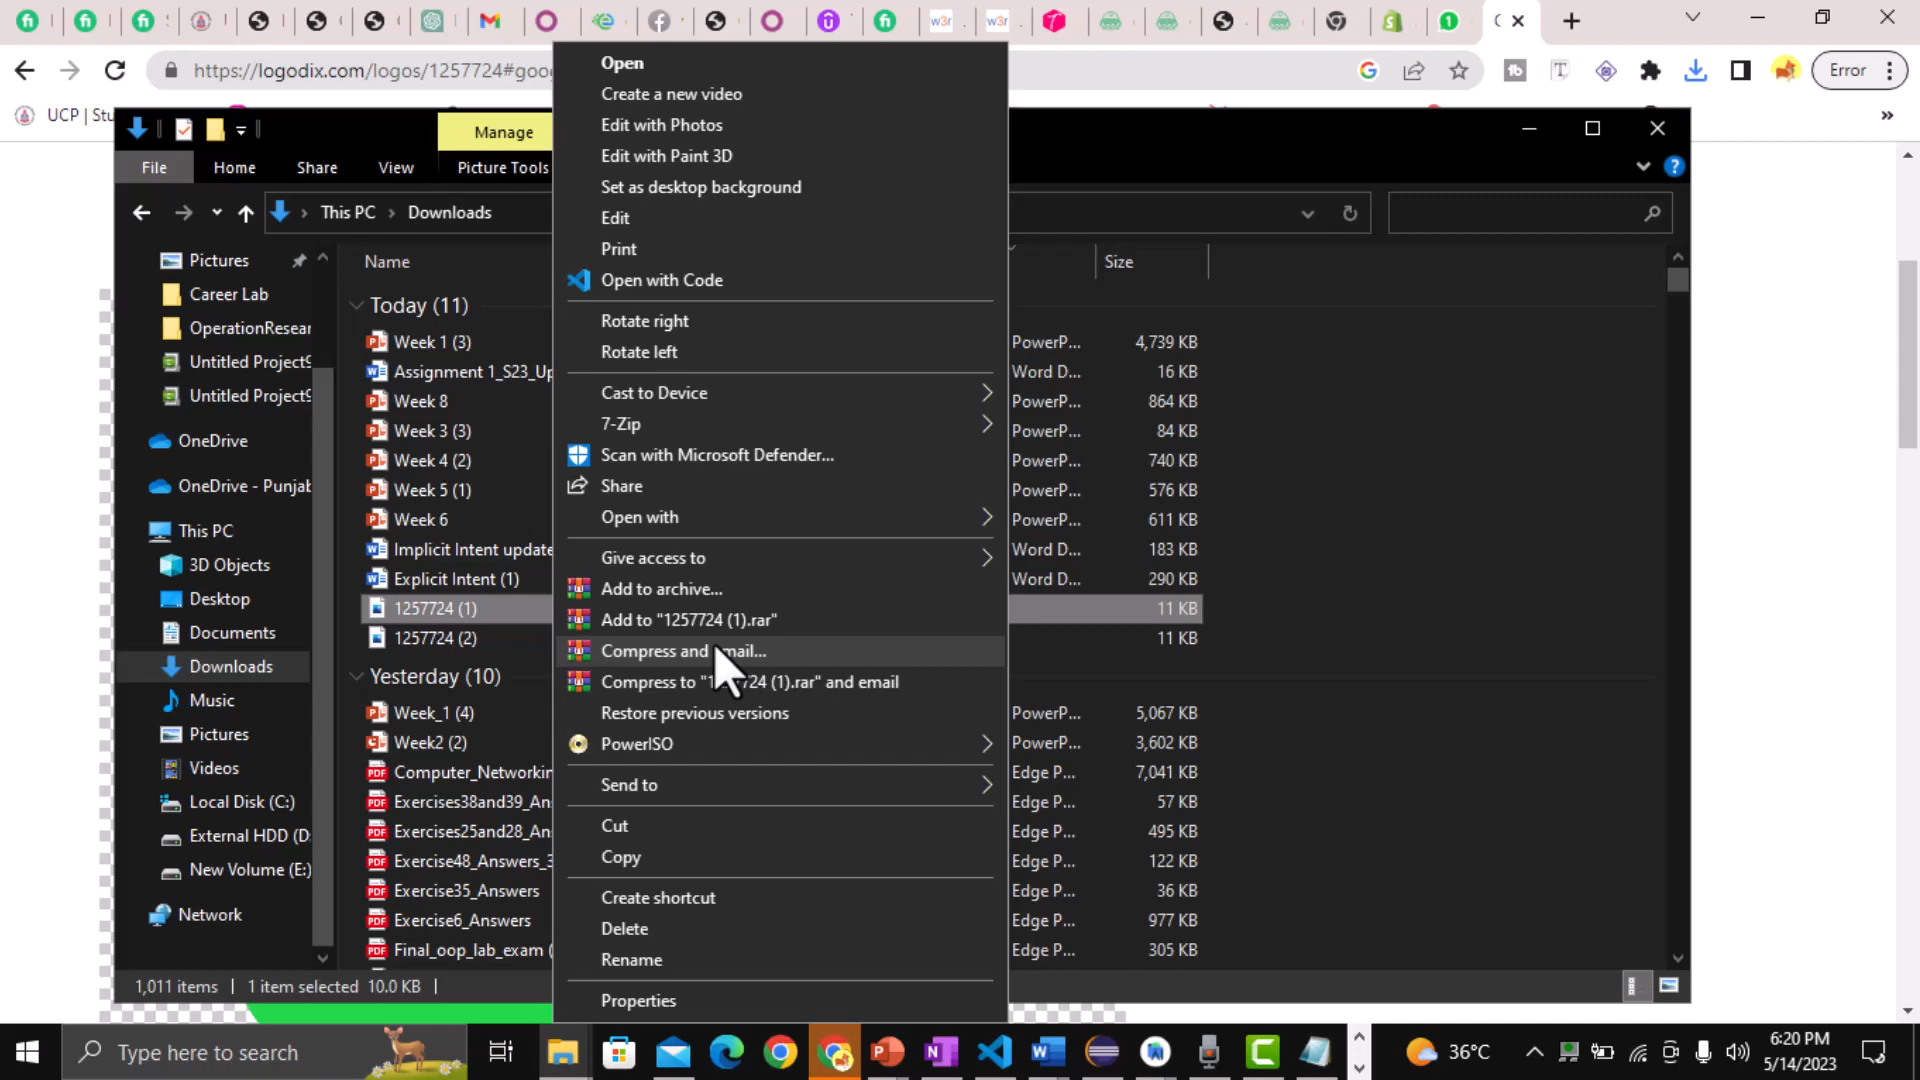 w3r
w3r
https://logodix.com/logos/1257724#goo
Error
UCP | Stu
»
Manage
File
Home
Share
View
Picture Tools
This PC
Downloads
Pictures
Career Lab
OperationResear
Untitled Project9
Untitled Project9
OneDrive
OneDrive - Punjab
This PC
3D Objects
Desktop
Documents
Downloads
Music
Pictures
Videos
Local Disk (C:)
External HDD (D:
New Volume (E:)
Network
Name
Size
Today (11)
Week 1 (3) PowerP... 4,739 KB
Assignment 1_S23_Up Word D... 16 KB
Week 8 PowerP... 864 KB
Week 3 (3) PowerP... 84 KB
Week 4 (2) PowerP... 740 KB
Week 5 (1) PowerP... 576 KB
Week 6 PowerP... 611 KB
Implicit Intent update Word D... 183 KB
Explicit Intent (1) Word D... 290 KB
1257724 (1) 11 KB
1257724 (2) 11 KB
Yesterday (10)
Week_1 (4) PowerP... 5,067 KB
Week2 (2) PowerP... 3,602 KB
Computer_Networkin Edge P... 7,041 KB
Exercises38and39_An Edge P... 57 KB
Exercises25and28_An Edge P... 495 KB
Exercise48_Answers_3 Edge P... 122 KB
Exercise35_Answers Edge P... 36 KB
Exercise6_Answers Edge P... 977 KB
Final_oop_lab_exam ( Edge P... 305 KB
1,011 items
1 item selected 10.0 KB
Open
Create a new video
Edit with Photos
Edit with Paint 3D
Set as desktop background
Edit
Print
Open with Code
Rotate right
Rotate left
Cast to Device
7-Zip
Scan with Microsoft Defender...
Share
Open with
Give access to
Add to archive...
Add to "1257724 (1).rar"
Compress and email...
Compress to "1257724 (1).rar" and email
Restore previous versions
PowerISO
Send to
Cut
Copy
Create shortcut
Delete
Rename
Properties
Type here to search
36°C
6:20 PM
5/14/2023